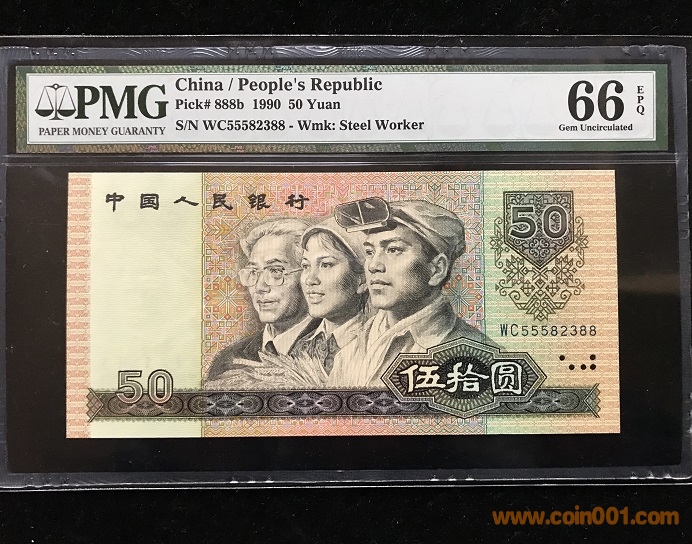 PMG
PAPER MONEY GUARANTY
China / People's Republic
Pick# 888b 1990 50 Yuan
S/N WC55582388 - Wmk: Steel Worker
66
EPQ
Gem Uncirculated
中国人民银行
50
WC55582388
50
伍拾圆
www.coin001.com